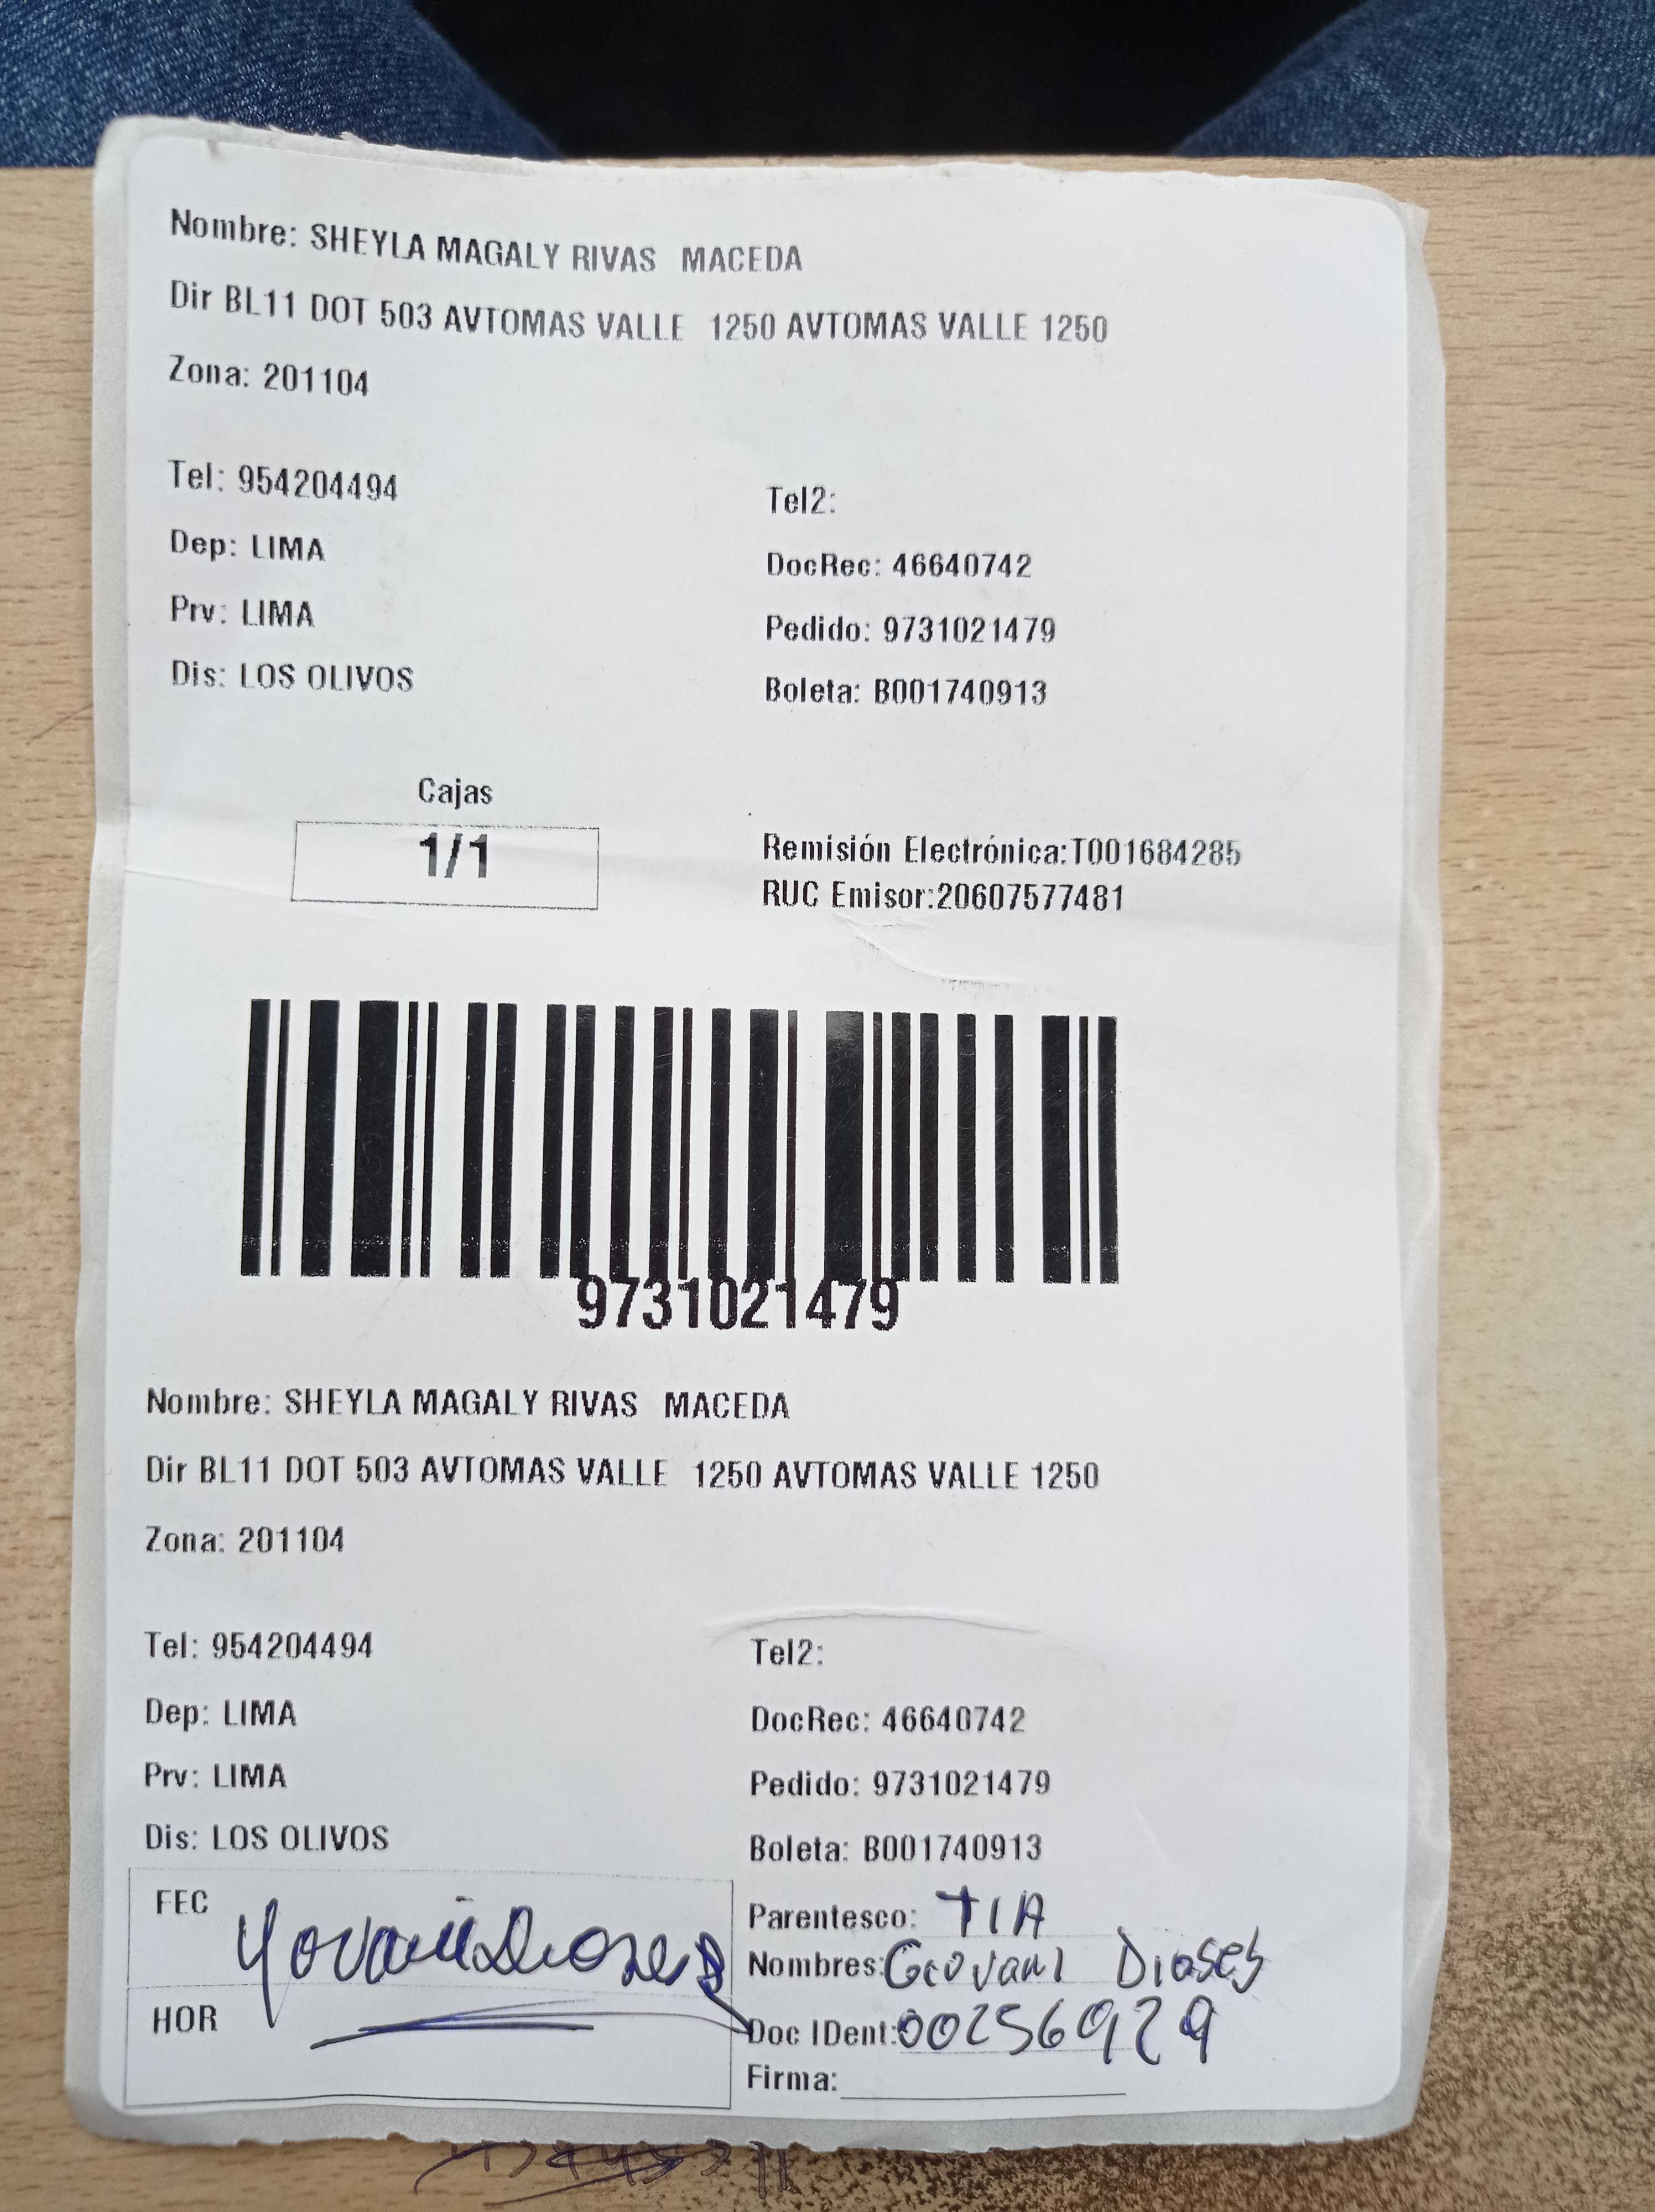 Nombre: SHEYLA MAGALY RIVAS MACEDA
Dir BL11 DOT 503 AVTOMAS VALLE 1250 AVTOMAS VALLE 1250
Zona: 201104
Tel: 954204494
Tel2:
Dep: LIMA
DocRec: 46640742
Prv: LIMA
Pedido: 9731021479
Dis: LOS OLIVOS
Boleta: B001740913
Cajas
1/1
Remisión Electrónica:T001684285
RUC Emisor:20607577481
9731021479
Nombre: SHEYLA MAGALY RIVAS MACEDA
Dir BL11 DOT 503 AVTOMAS VALLE 1250 AVTOMAS VALLE 1250
Zona: 201104
Tel: 954204494
Tel2:
Dep: LIMA
DocRec: 46640742
Prv: LIMA
Pedido: 9731021479
Dis: LOS OLIVOS
Boleta: B001740913
FEC
Parentesco: TIA
Nombres: Geovani Dioses
HOR
Doc IDent: 00256929
Firma: